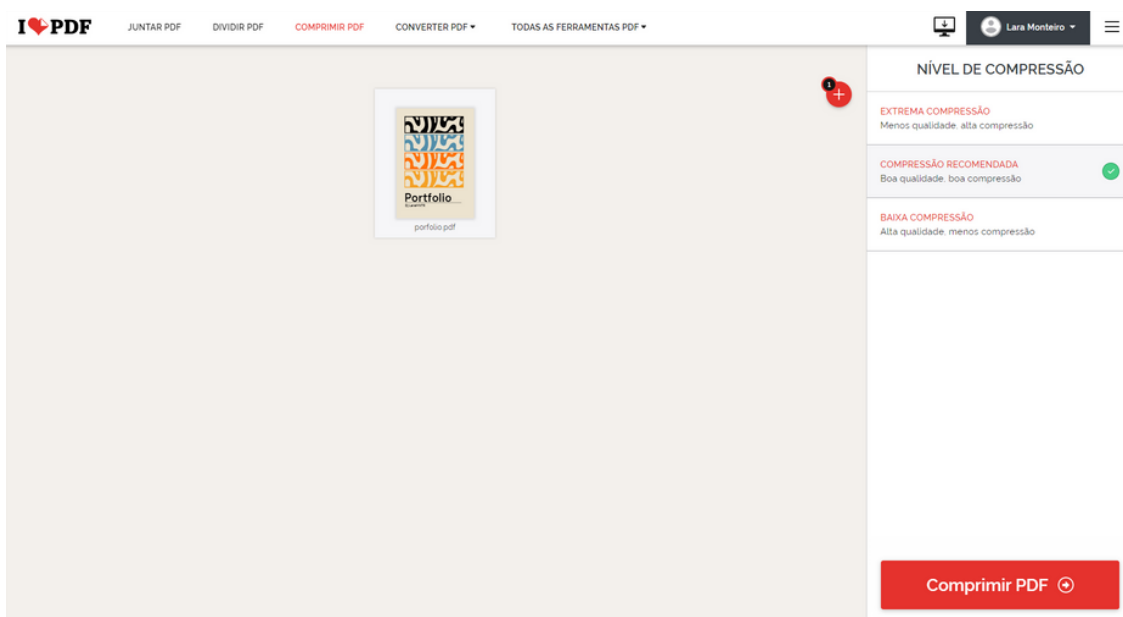 I PDF
JUNTAR PDF
DIVIDIR PDF
COMPRIMIR PDF
CONVERTER PDF
TODAS AS FERRAMENTAS PDF
Lara Monteiro
NÍVEL DE COMPRESSÃO
1
EXTREMA COMPRESSÃO
Menos qualidade, alta compressão
COMPRESSÃO RECOMENDADA
Boa qualidade, boa compressão
BAIXA COMPRESSÃO
Alta qualidade, menos compressão
Portfolio
porfolio.pdf
Comprimir PDF